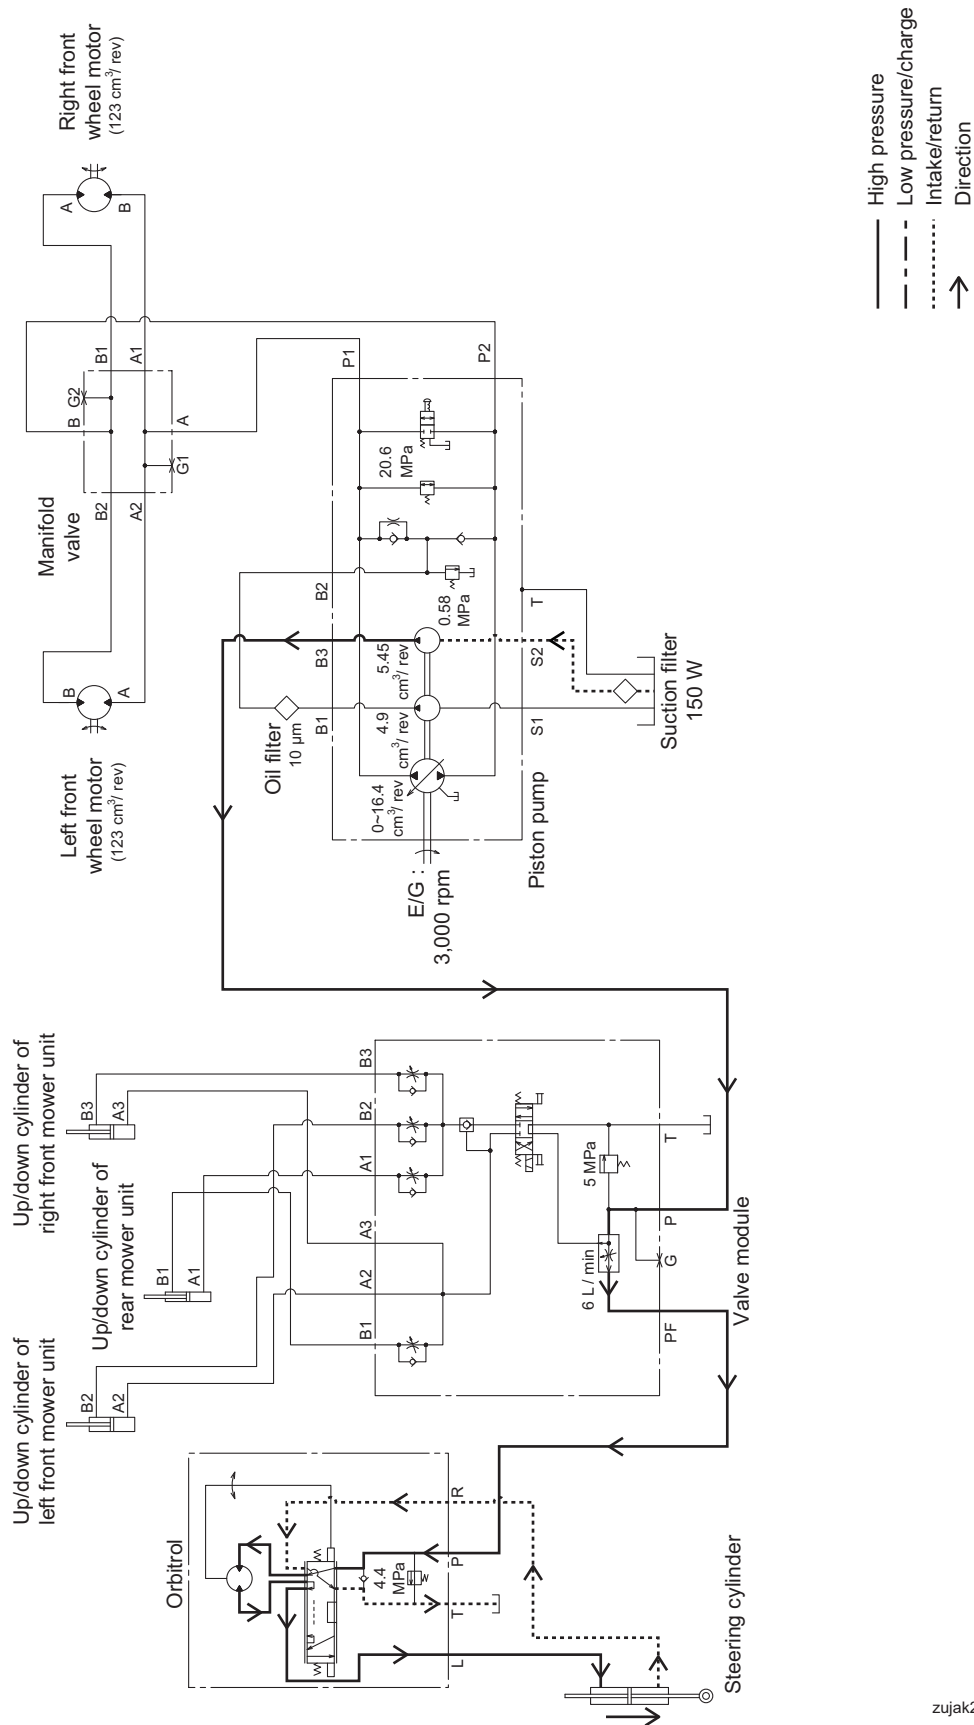 Right front
wheel motor
(123 cm³/ rev)
A
B
B1
A1
G2
B
A
G1
B2
A2
Manifold
valve
B
A
Left front
wheel motor
(123 cm³/ rev)
High pressure
Low pressure/charge
Intake/return
Direction
P1
P2
20.6
MPa
0.58
MPa
B2
B3
B1
T
S2
S1
5.45
cm³/ rev
4.9
cm³/ rev
0~16.4
cm³/ rev
Oil filter
10 µm
Suction filter
150 W
Piston pump
E/G :
3,000 rpm
Up/down cylinder of
right front mower unit
B3
A3
Up/down cylinder of
rear mower unit
B1
A1
Up/down cylinder of
left front mower unit
B2
A2
B3
B2
A1
A3
A2
B1
5 MPa
6 L / min
T
P
G
PF
Valve module
Orbitrol
R
P
T
L
4.4
MPa
Steering cylinder
zujak2